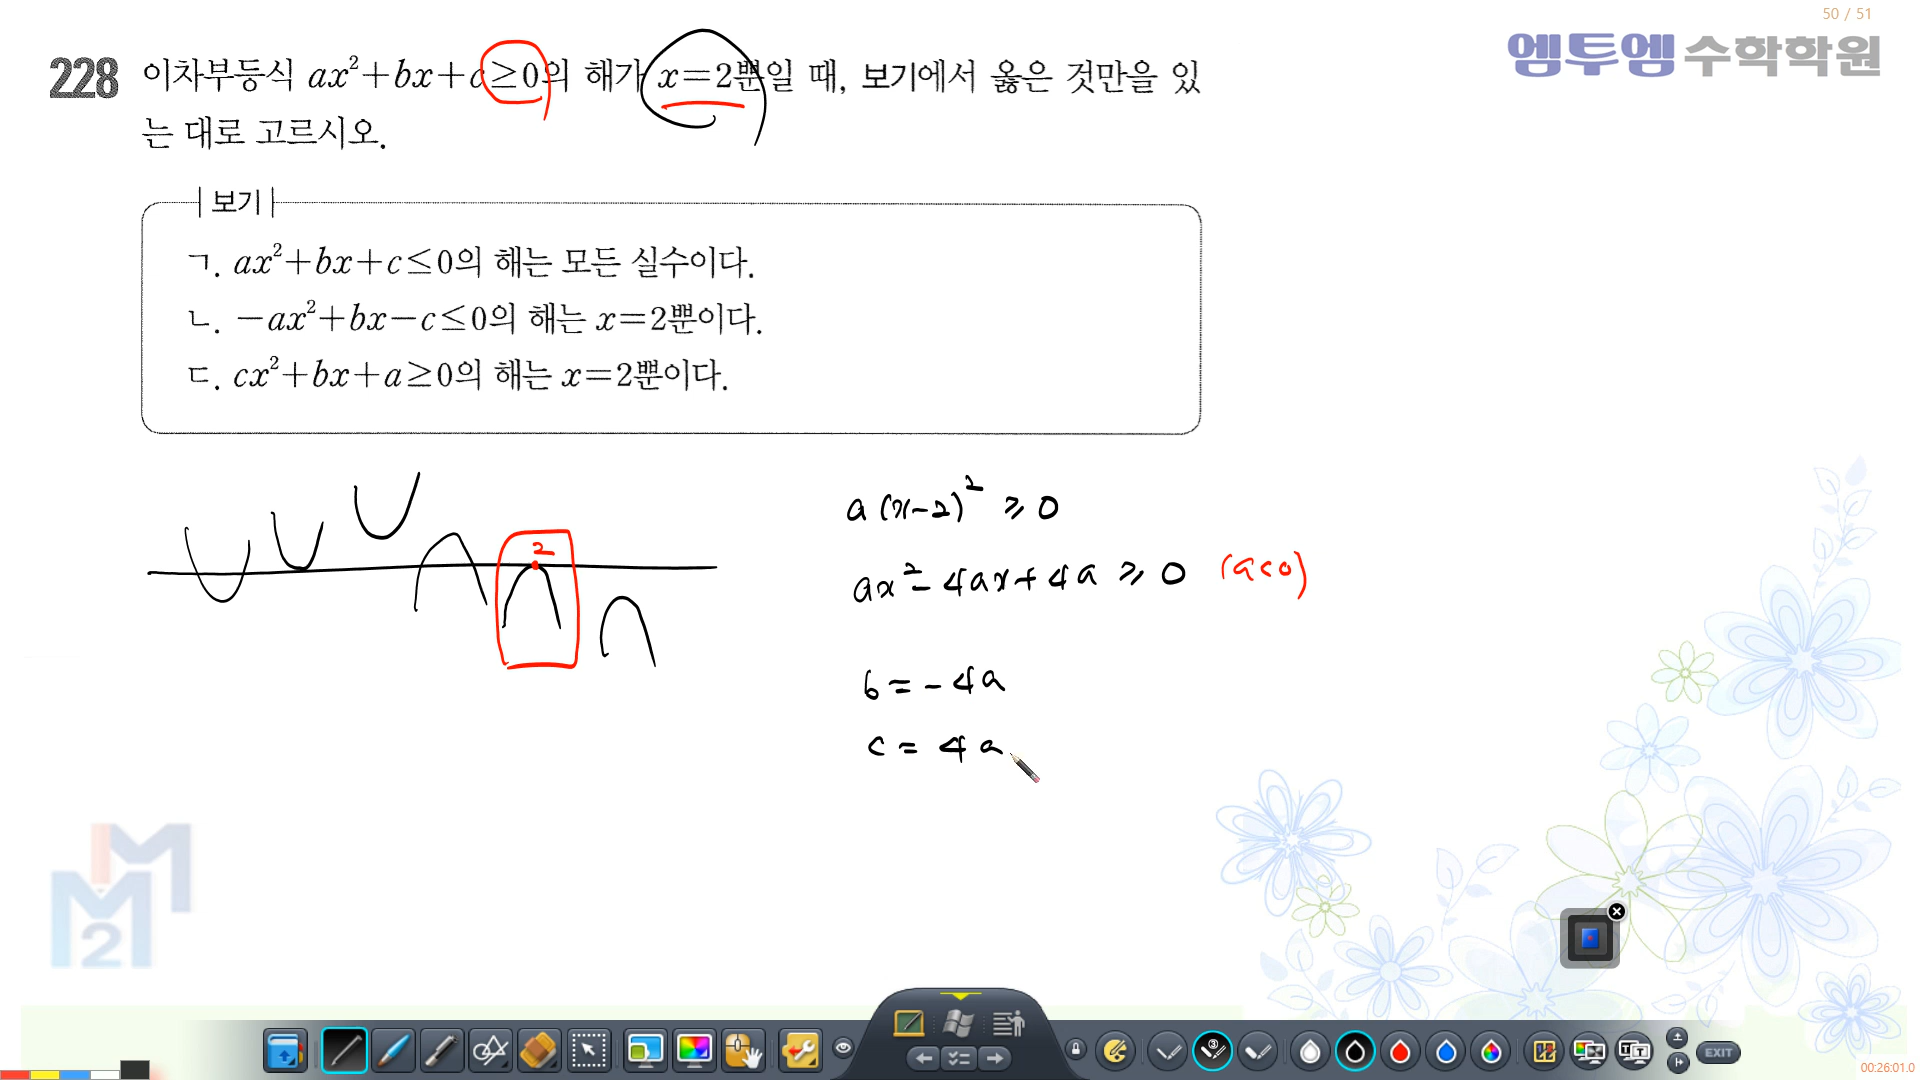 50 / 51
엠투엠 수학학원
228 이차부등식 ax²+bx+c≥0의 해가 x=2뿐일 때, 보기에서 옳은 것만을 있
는 대로 고르시오.
보기
ㄱ. ax²+bx+c≤0의 해는 모든 실수이다.
ㄴ. −ax²+bx−c≤0의 해는 x=2뿐이다.
ㄷ. cx²+bx+a≥0의 해는 x=2뿐이다.
2
a(x-2)² ≥ 0
ax²-4ax+4a ≥ 0 (a<0)
b=-4a
c=4a
M
M
2
EXIT
00:26:01.0